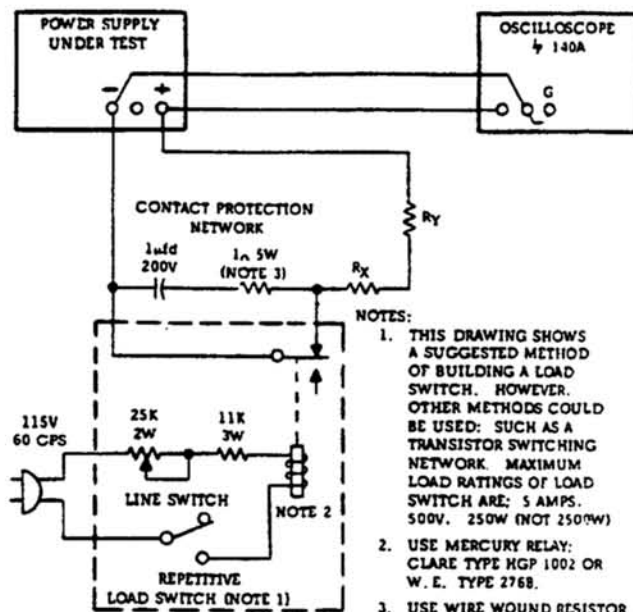 POWER SUPPLY
UNDER TEST
- +
OSCILLOSCOPE
140A
G
CONTACT PROTECTION
NETWORK
1μfd
200V
1Ω 5W
(NOTE 3)
RX
RY
115V
60 CPS
25K
2W
11K
3W
LINE SWITCH
NOTE 2
REPETITIVE
LOAD SWITCH (NOTE 1)
NOTES:
1. THIS DRAWING SHOWS
A SUGGESTED METHOD
OF BUILDING A LOAD
SWITCH. HOWEVER.
OTHER METHODS COULD
BE USED: SUCH AS A
TRANSISTOR SWITCHING
NETWORK. MAXIMUM
LOAD RATINGS OF LOAD
SWITCH ARE; 5 AMPS.
500V. 250W (NOT 2500W)
2. USE MERCURY RELAY;
CLARE TYPE HGP 1002 OR
W. E. TYPE 276B.
3. USE WIRE WOUND RESISTOR